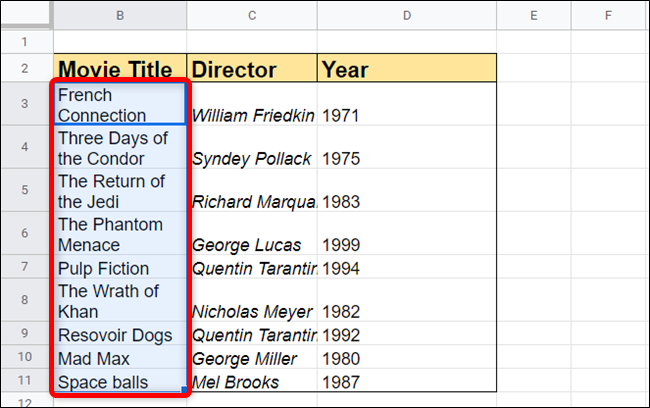 B C D E F
1
2 Movie Title Director Year
French
3 Connection William Friedkin 1971
Three Days of
4 the Condor Syndey Pollack 1975
The Return of
5 the Jedi Richard Marqua 1983
The Phantom
6 Menace George Lucas 1999
7 Pulp Fiction Quentin Tarantin 1994
The Wrath of
8 Khan Nicholas Meyer 1982
9 Resovoir Dogs Quentin Tarantin 1992
10 Mad Max George Miller 1980
11 Space balls Mel Brooks 1987
12